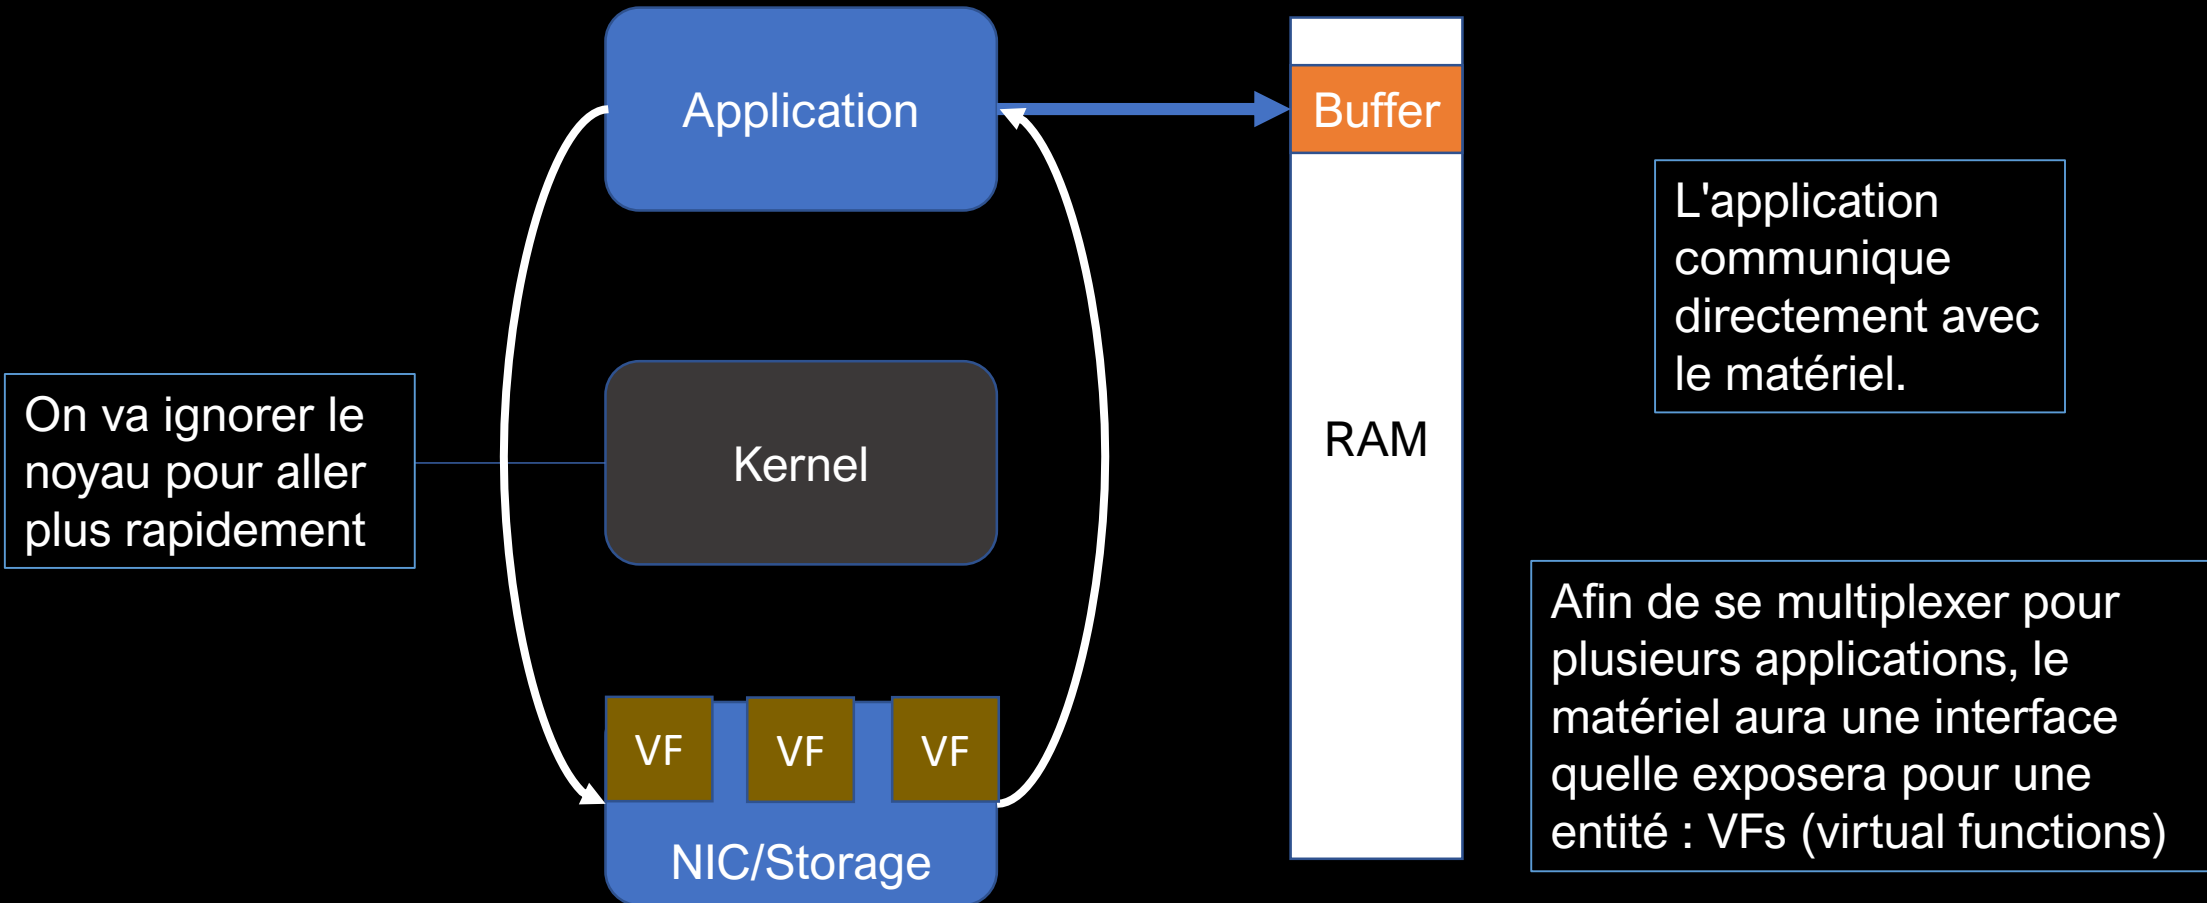 Application
Buffer
L'application
communique
directement avec
le matériel.
On va ignorer le
noyau pour aller
plus rapidement
Kernel
RAM
Afin de se multiplexer pour
plusieurs applications, le
matériel aura une interface
quelle exposera pour une
entité : VFs (virtual functions)
VF VF VF
NIC/Storage